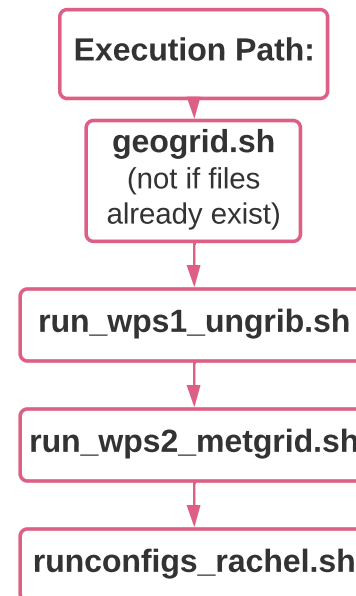 Execution Path:
geogrid.sh
(not if files
already exist)
run_wps1_ungrib.sh
run_wps2_metgrid.sh
runconfigs_rachel.sh